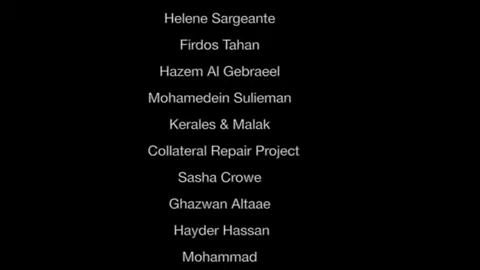 Helene Sargeante
Firdos Tahan
Hazem Al Gebraeel
Mohamedein Sulieman
Kerales & Malak
Collateral Repair Project
Sasha Crowe
Ghazwan Altaae
Hayder Hassan
Mohammad